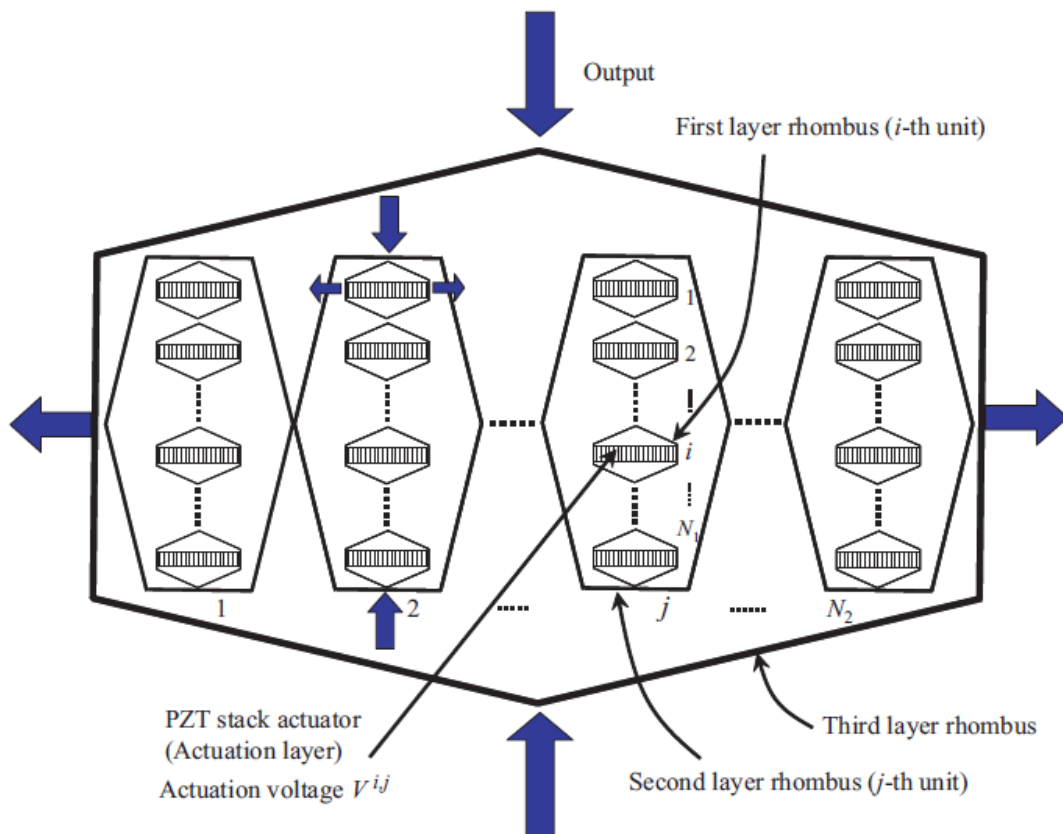 Output
First layer rhombus (i-th unit)
1
2
i
N₁
1
2
j
N₂
PZT stack actuator
(Actuation layer)
Actuation voltage V^{i,j}
Third layer rhombus
Second layer rhombus (j-th unit)